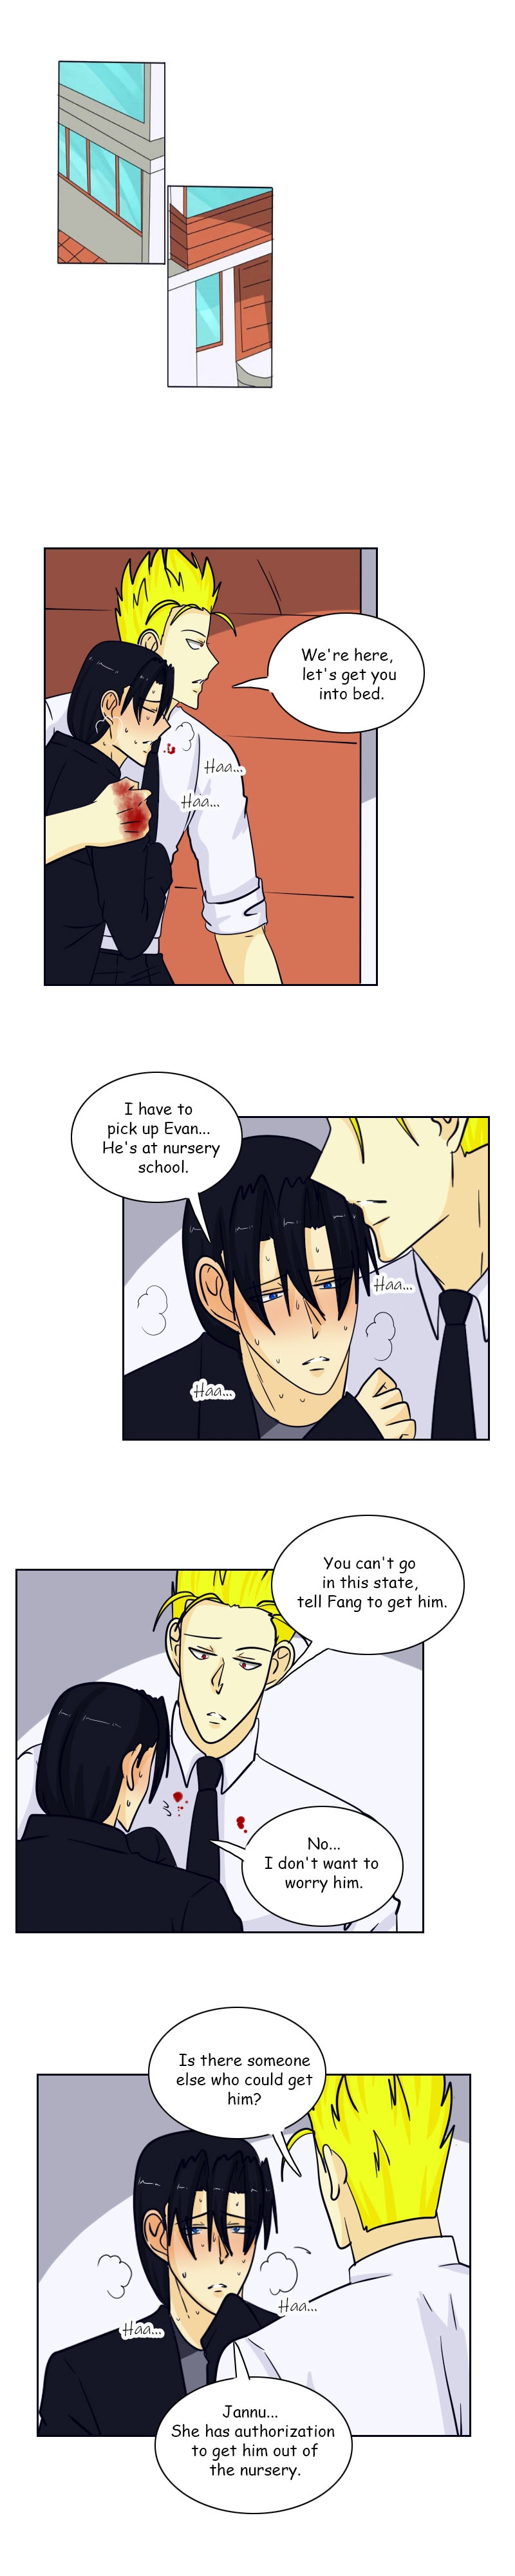 We're here,
let's get you
into bed.
Haa...
Haa...
I have to
pick up Evan...
He's at nursery
school.
Haa...
Haa...
You can't go
in this state,
tell Fang to get him.
No...
I don't want to
worry him.
Is there someone
else who could get
him?
Haa...
Haa...
Jannu...
She has authorization
to get him out of
the nursery.